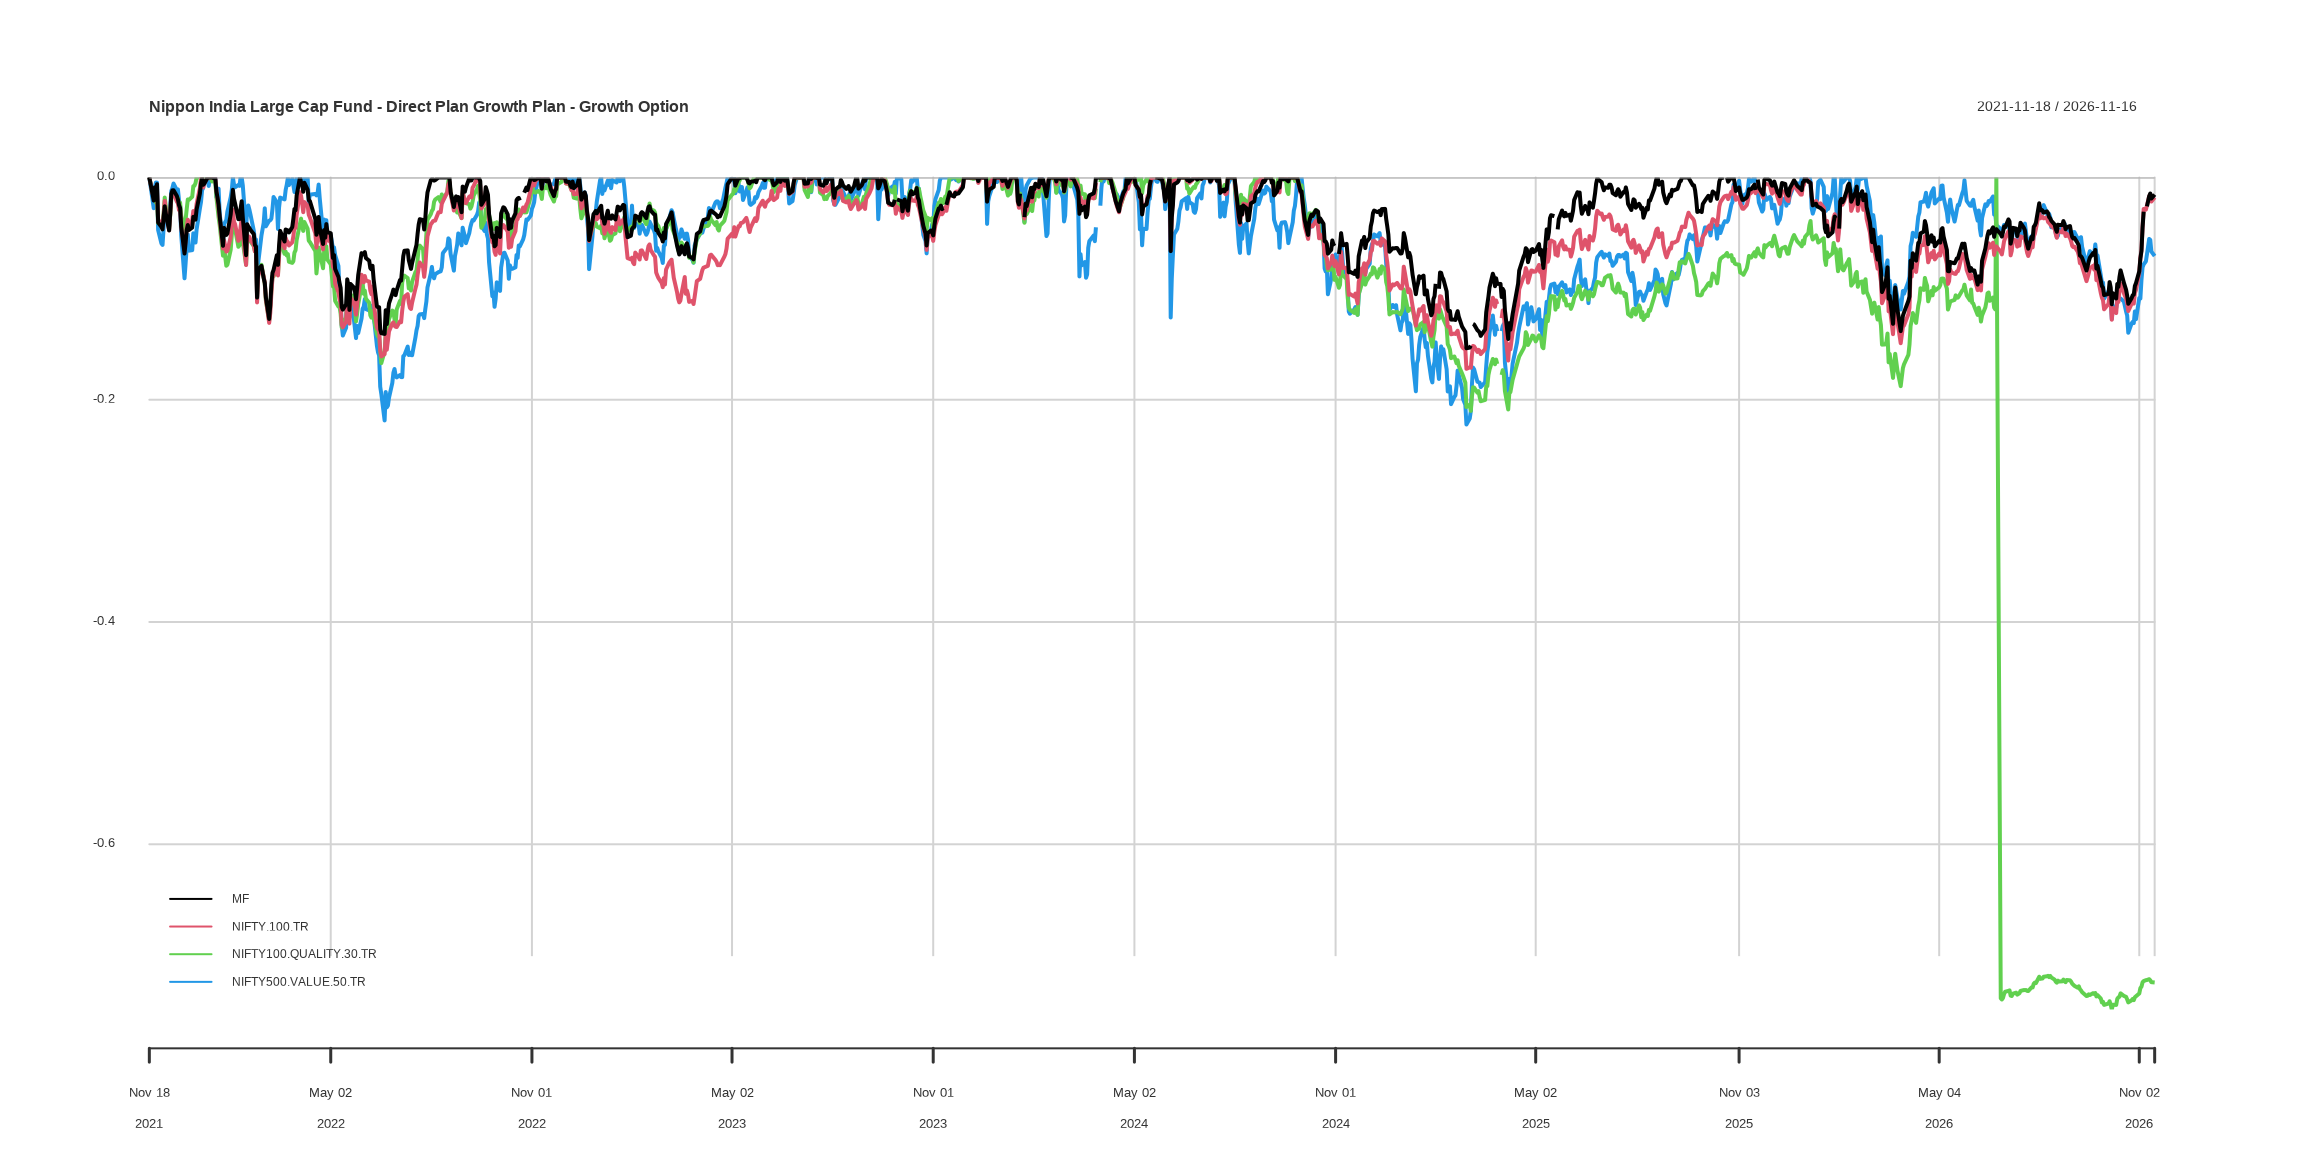 Nippon India Large Cap Fund - Direct Plan Growth Plan - Growth Option
2021-11-18 / 2026-11-16
0.0
-0.2
-0.4
-0.6
MF
NIFTY.100.TR
NIFTY100.QUALITY.30.TR
NIFTY500.VALUE.50.TR
Nov 18 May 02 Nov 01 May 02 Nov 01 May 02 Nov 01 May 02 Nov 03 May 04 Nov 02
2021 2022 2022 2023 2023 2024 2024 2025 2025 2026 2026